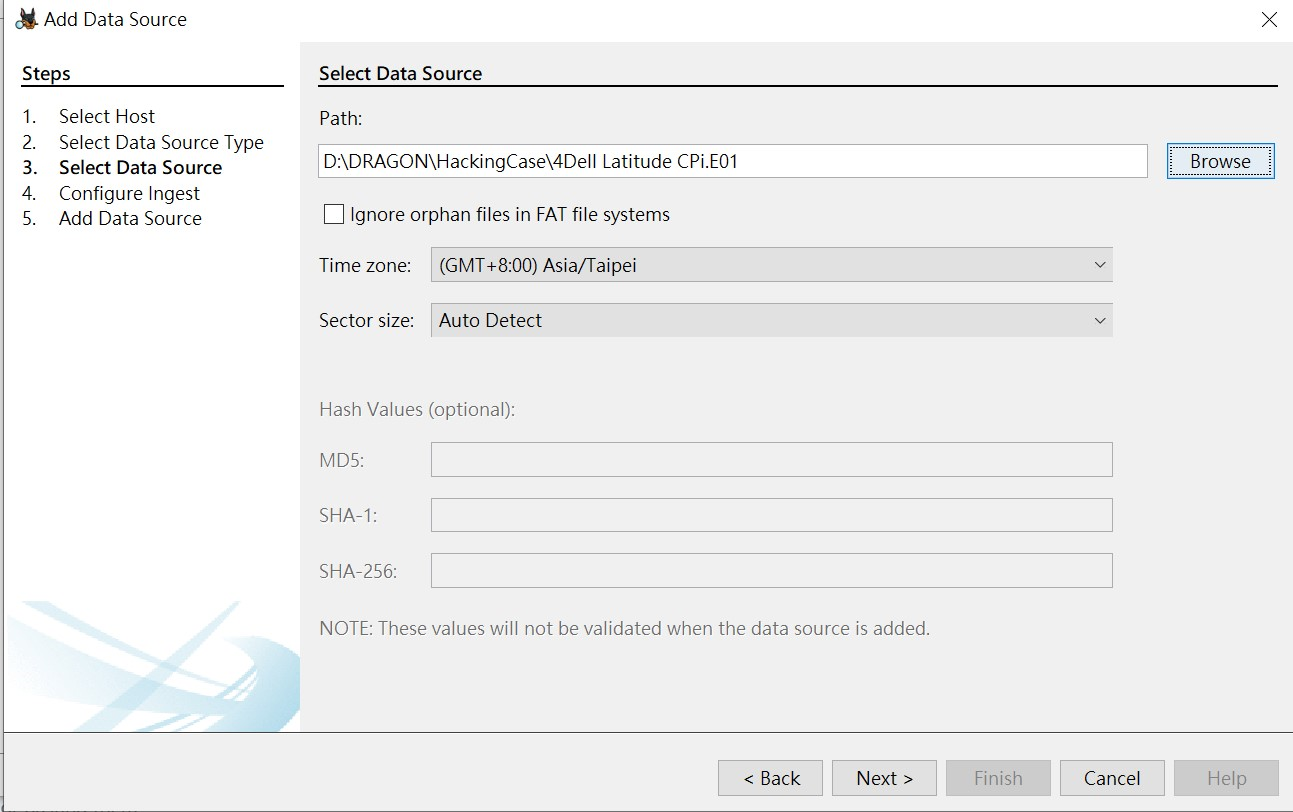 Add Data Source
Steps
1. Select Host
2. Select Data Source Type
3. Select Data Source
4. Configure Ingest
5. Add Data Source
Select Data Source
Path:
D:\DRAGON\HackingCase\4Dell Latitude CPi.E01
Browse
Ignore orphan files in FAT file systems
Time zone: (GMT+8:00) Asia/Taipei
Sector size: Auto Detect
Hash Values (optional):
MD5:
SHA-1:
SHA-256:
NOTE: These values will not be validated when the data source is added.
< Back Next > Finish Cancel Help